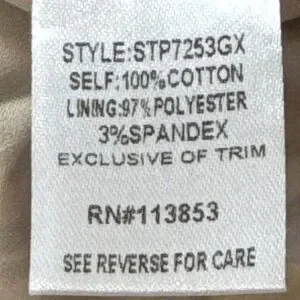 STYLE:STP7253GX
SELF:100%COTTON
LINING:97%POLYESTER
3%SPANDEX
EXCLUSIVE OF TRIM
RN#113853
SEE REVERSE FOR CARE